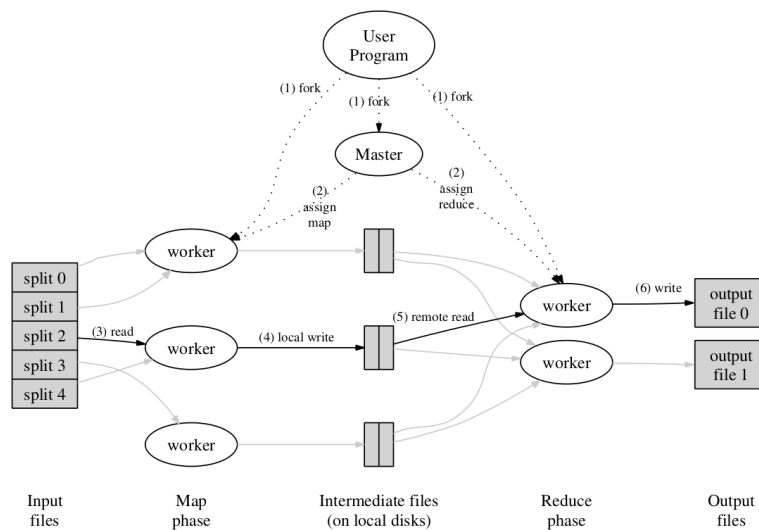 User
Program
(1) fork
(1) fork
(1) fork
Master
(2)
assign
map
(2)
assign
reduce
worker
split 0
split 1
split 2
split 3
split 4
(3) read
worker
(4) local write
(5) remote read
worker
(6) write
output
file 0
worker
output
file 1
worker
Input
files
Map
phase
Intermediate files
(on local disks)
Reduce
phase
Output
files